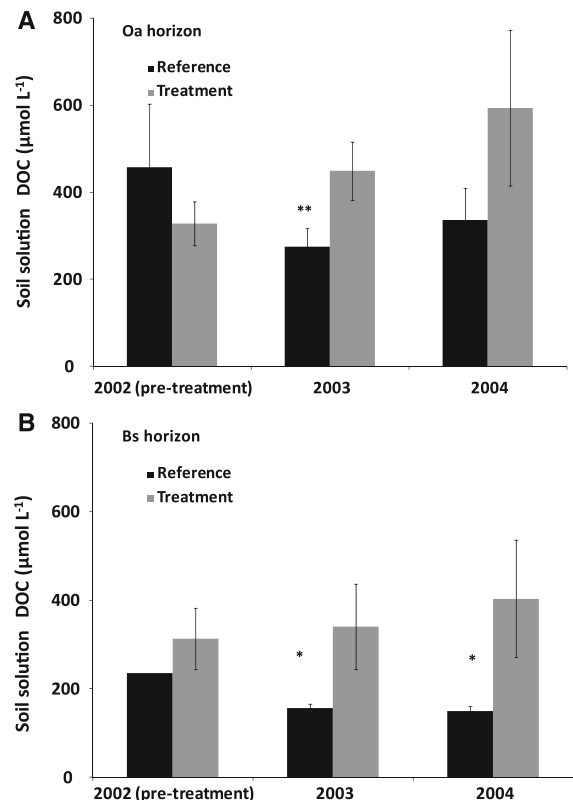 A
800
600
400
200
0
Soil solution DOC (μmol L-1)
Oa horizon
Reference
Treatment
**
2002 (pre-treatment) 2003 2004
B
800
600
400
200
0
Soil solution DOC (μmol L-1)
Bs horizon
Reference
Treatment
* *
2002 (pre-treatment) 2003 2004